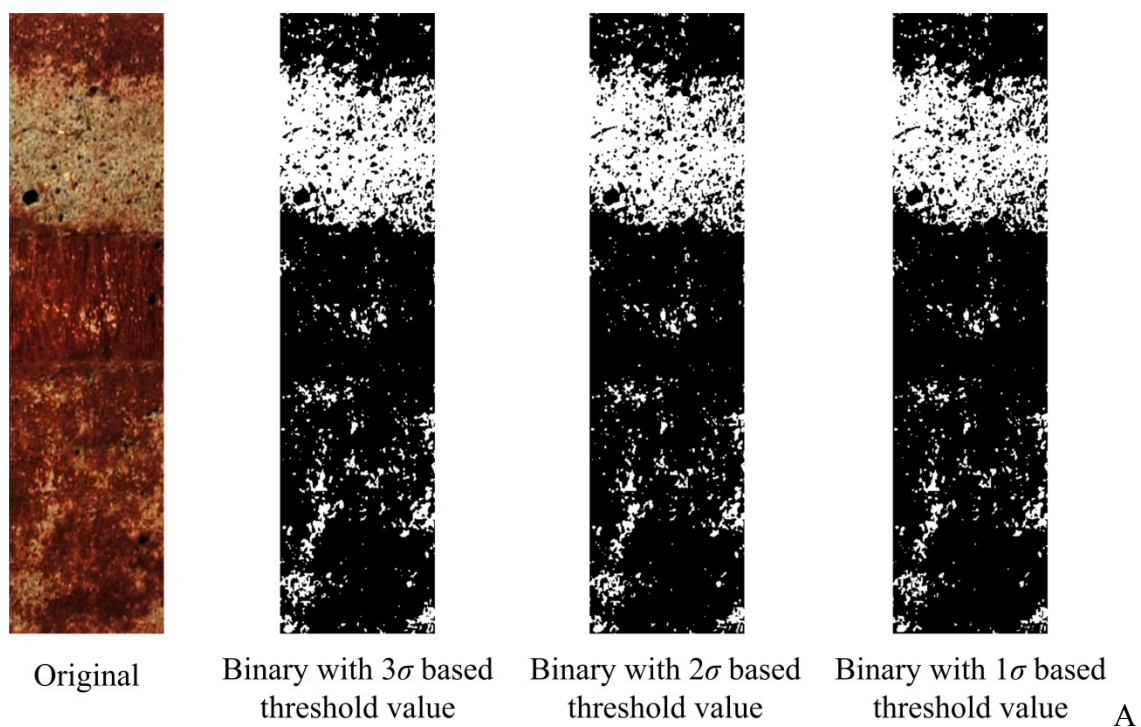 Original
Binary with 3σ based
threshold value
Binary with 2σ based
threshold value
Binary with 1σ based
threshold value
A